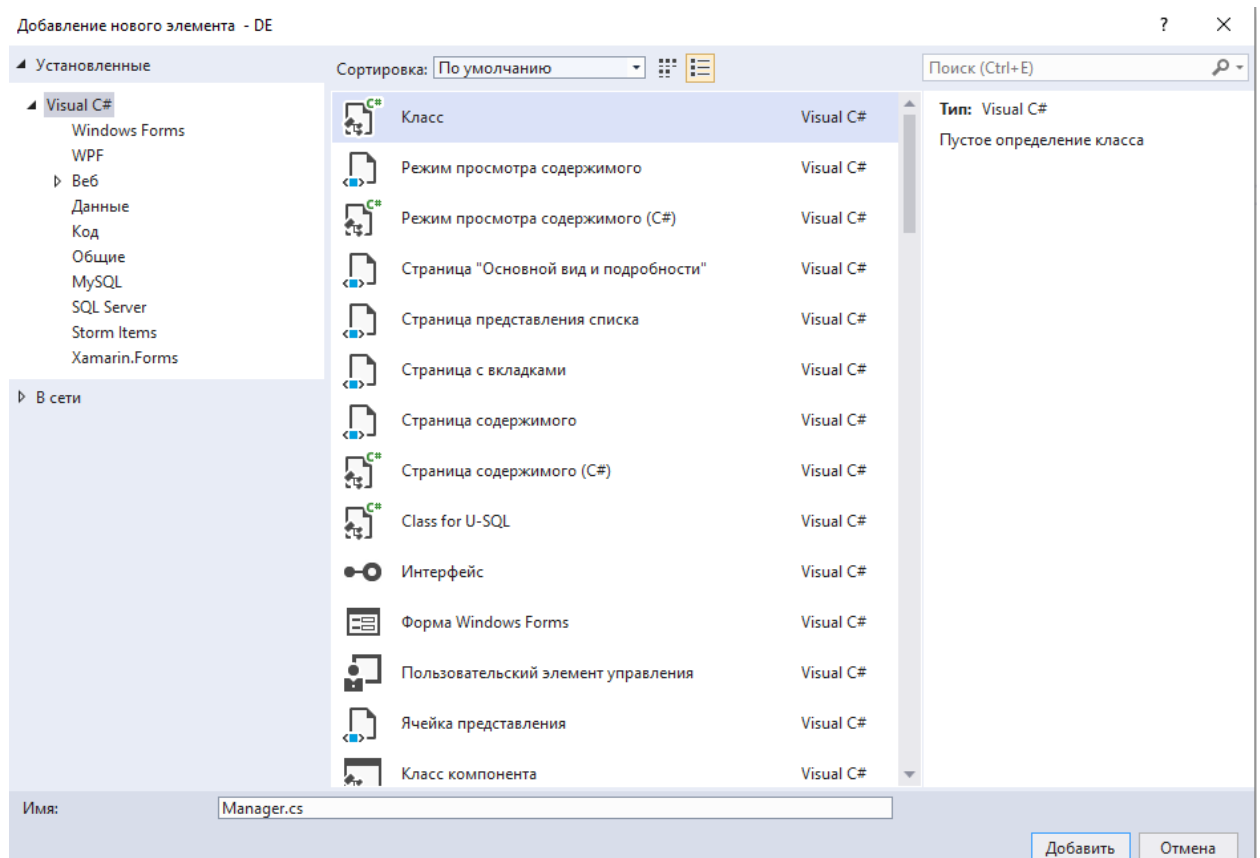 Добавление нового элемента - DE
?
Установленные
Visual C#
Windows Forms
WPF
Веб
Данные
Код
Общие
MySQL
SQL Server
Storm Items
Xamarin.Forms
В сети
Сортировка: По умолчанию
C# Класс Visual C#
Режим просмотра содержимого Visual C#
C# Режим просмотра содержимого (C#) Visual C#
Страница "Основной вид и подробности" Visual C#
Страница представления списка Visual C#
Страница с вкладками Visual C#
Страница содержимого Visual C#
C# Страница содержимого (C#) Visual C#
C# Class for U-SQL Visual C#
Интерфейс Visual C#
Форма Windows Forms Visual C#
Пользовательский элемент управления Visual C#
Ячейка представления Visual C#
Класс компонента Visual C#
Поиск (Ctrl+E)
Тип: Visual C#
Пустое определение класса
Имя: Manager.cs
Добавить Отмена